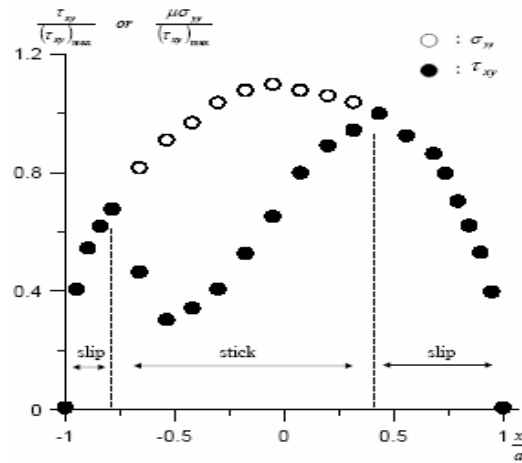 τxy/(τxy)max or μσyy/(τxy)max
○ : σyy
● : τxy
1.2
0.8
0.4
0
slip stick slip
-1 -0.5 0 0.5 1 x/a